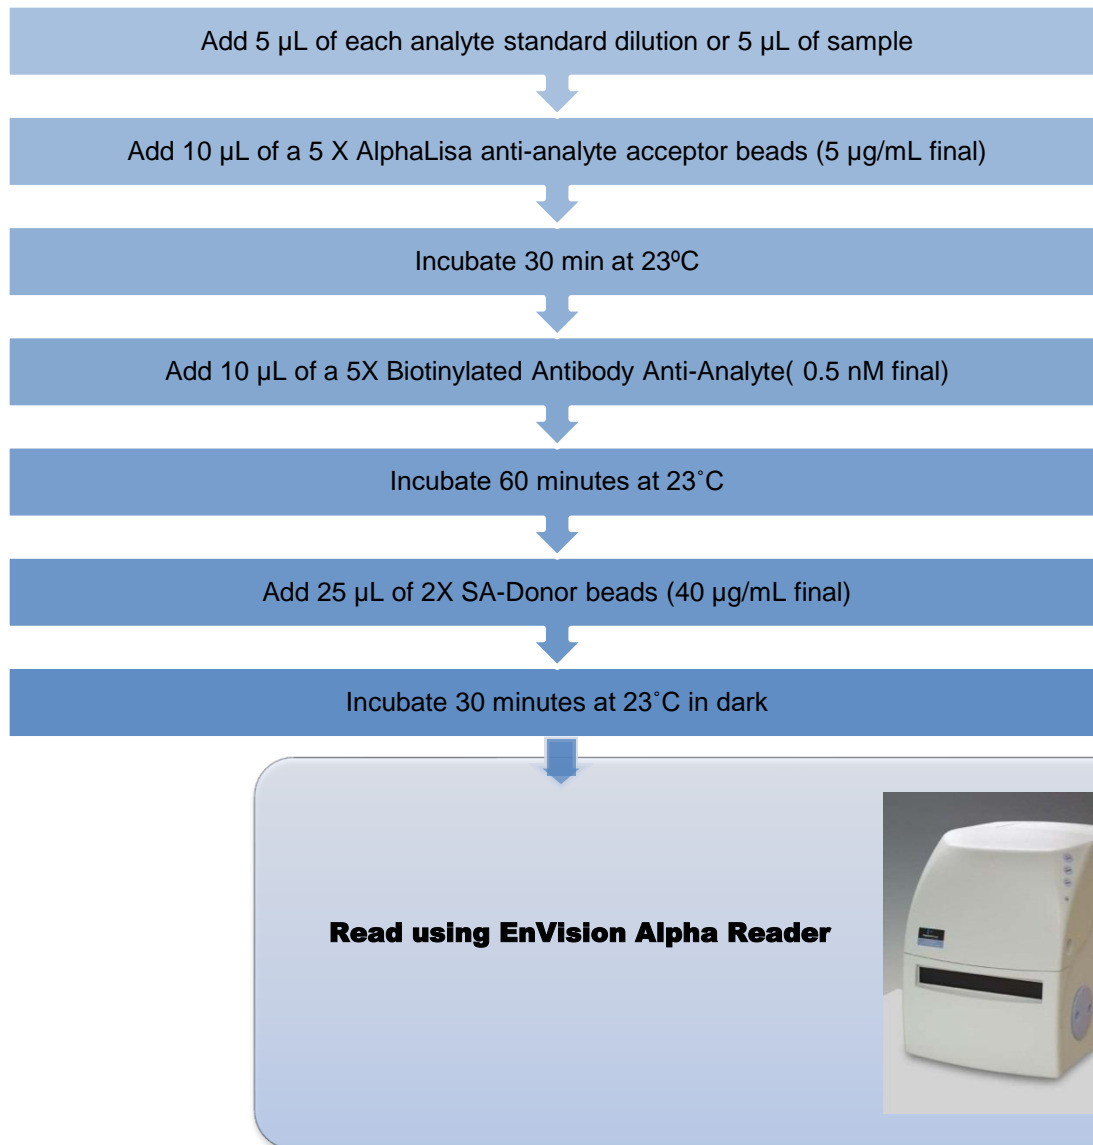 Add 5 µL of each analyte standard dilution or 5 µL of sample
Add 10 µL of a 5 X AlphaLisa anti-analyte acceptor beads (5 µg/mL final)
Incubate 30 min at 23ºC
Add 10 µL of a 5X Biotinylated Antibody Anti-Analyte( 0.5 nM final)
Incubate 60 minutes at 23˚C
Add 25 µL of 2X SA-Donor beads (40 µg/mL final)
Incubate 30 minutes at 23˚C in dark
Read using EnVision Alpha Reader